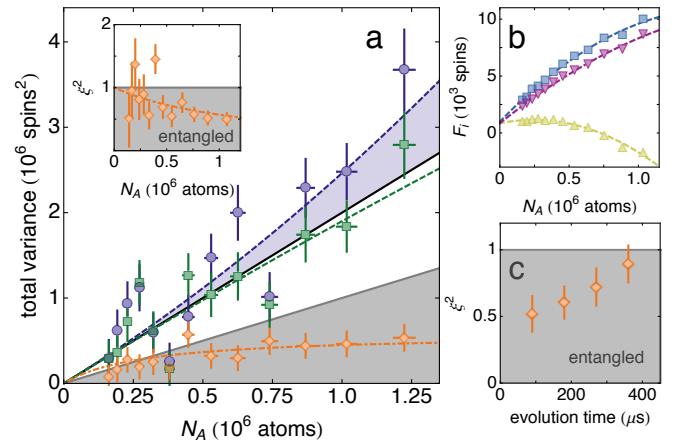 a
total variance (10⁶ spins²)
4
3
2
1
0
0
0.25
0.5
0.75
1.0
1.25
N_A (10⁶ atoms)
ξ²
2
1
0
0
0.5
1
entangled
N_A (10⁶ atoms)
b
F_i (10³ spins)
10
5
0
0
0.5
1.0
N_A (10⁶ atoms)
c
ξ²
1
0.5
0
entangled
0
200
400
evolution time (μs)